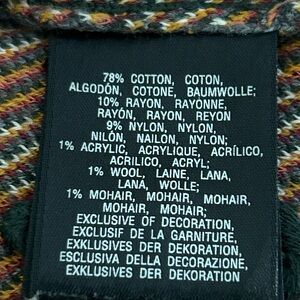 78% COTTON, COTON,
ALGODÓN, COTONE, BAUMWOLLE;
10% RAYON, RAYONNE,
RAYÓN, RAYON, REYON
9% NYLON, NYLON,
NILÓN, NAILON, NYLON;
1% ACRYLIC, ACRYLIQUE, ACRÍLICO,
ACRILICO, ACRYL;
1% WOOL, LAINE, LANA,
LANA, WOLLE;
1% MOHAIR, MOHAIR, MOHAIR,
MOHAIR, MOHAIR;
EXCLUSIVE OF DECORATION,
EXCLUSIF DE LA GARNITURE,
EXKLUSIVES DER DEKORATION,
ESCLUSIVA DELLA DECORAZIONE,
EXKLUSIVES DER DEKORATION